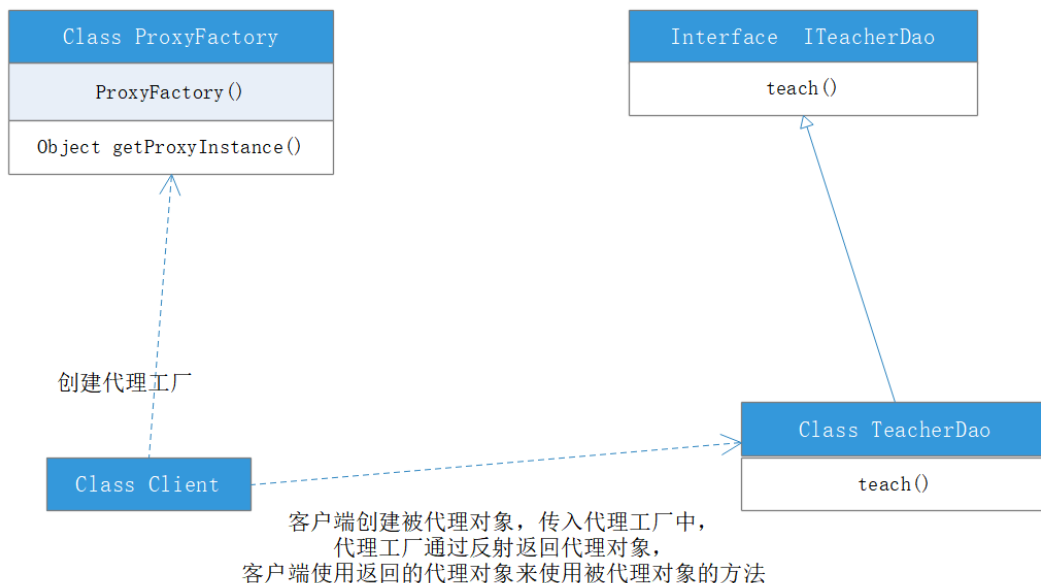 Class ProxyFactory
ProxyFactory()
Object getProxyInstance()
Interface ITeacherDao
teach()
创建代理工厂
Class Client
Class TeacherDao
teach()
客户端创建被代理对象，传入代理工厂中，
代理工厂通过反射返回代理对象，
客户端使用返回的代理对象来使用被代理对象的方法